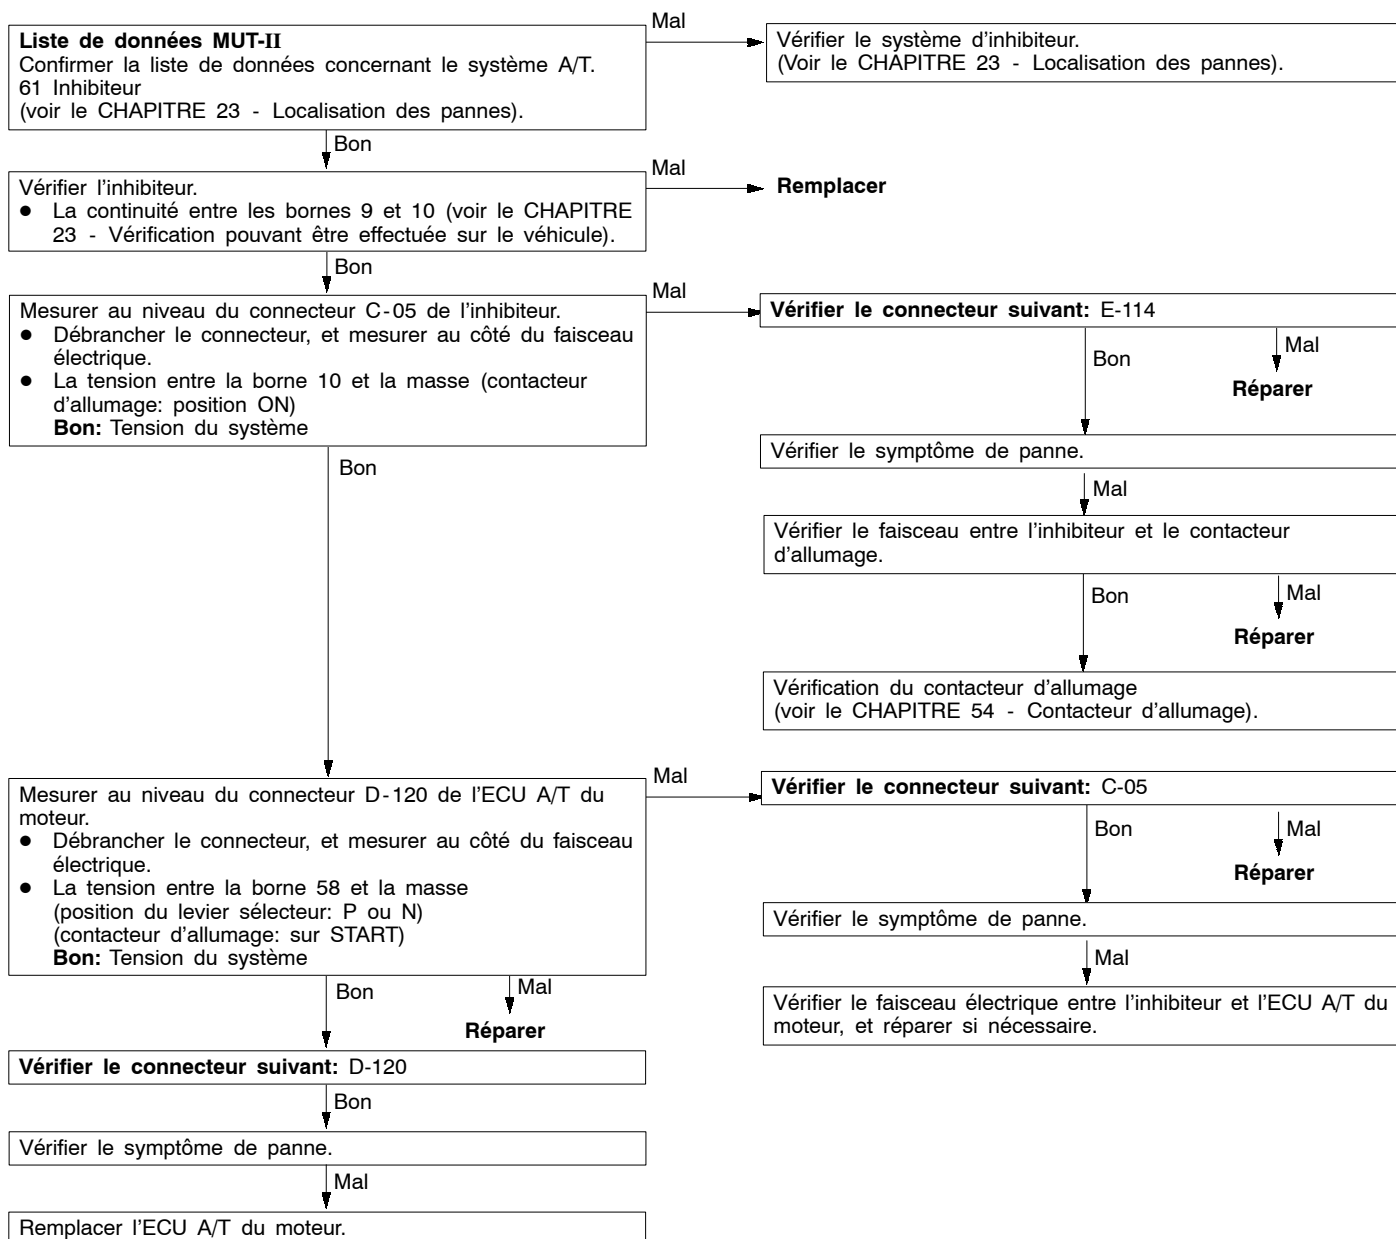 Mal
Liste de données MUT-II
Confirmer la liste de données concernant le système A/T.
61 Inhibiteur
(voir le CHAPITRE 23 - Localisation des pannes).
Vérifier le système d'inhibiteur.
(Voir le CHAPITRE 23 - Localisation des pannes).
Bon
Mal
Vérifier l'inhibiteur.
● La continuité entre les bornes 9 et 10 (voir le CHAPITRE
23 - Vérification pouvant être effectuée sur le véhicule).
Remplacer
Bon
Mal
Mesurer au niveau du connecteur C-05 de l'inhibiteur.
● Débrancher le connecteur, et mesurer au côté du faisceau
électrique.
● La tension entre la borne 10 et la masse (contacteur
d'allumage: position ON)
Bon: Tension du système
Vérifier le connecteur suivant: E-114
Bon
Mal
Réparer
Bon
Vérifier le symptôme de panne.
Mal
Vérifier le faisceau entre l'inhibiteur et le contacteur
d'allumage.
Bon
Mal
Réparer
Vérification du contacteur d'allumage
(voir le CHAPITRE 54 - Contacteur d'allumage).
Mal
Mesurer au niveau du connecteur D-120 de l'ECU A/T du
moteur.
● Débrancher le connecteur, et mesurer au côté du faisceau
électrique.
● La tension entre la borne 58 et la masse
(position du levier sélecteur: P ou N)
(contacteur d'allumage: sur START)
Bon: Tension du système
Vérifier le connecteur suivant: C-05
Bon
Mal
Réparer
Vérifier le symptôme de panne.
Mal
Vérifier le faisceau électrique entre l'inhibiteur et l'ECU A/T du
moteur, et réparer si nécessaire.
Bon
Mal
Réparer
Vérifier le connecteur suivant: D-120
Bon
Vérifier le symptôme de panne.
Mal
Remplacer l'ECU A/T du moteur.